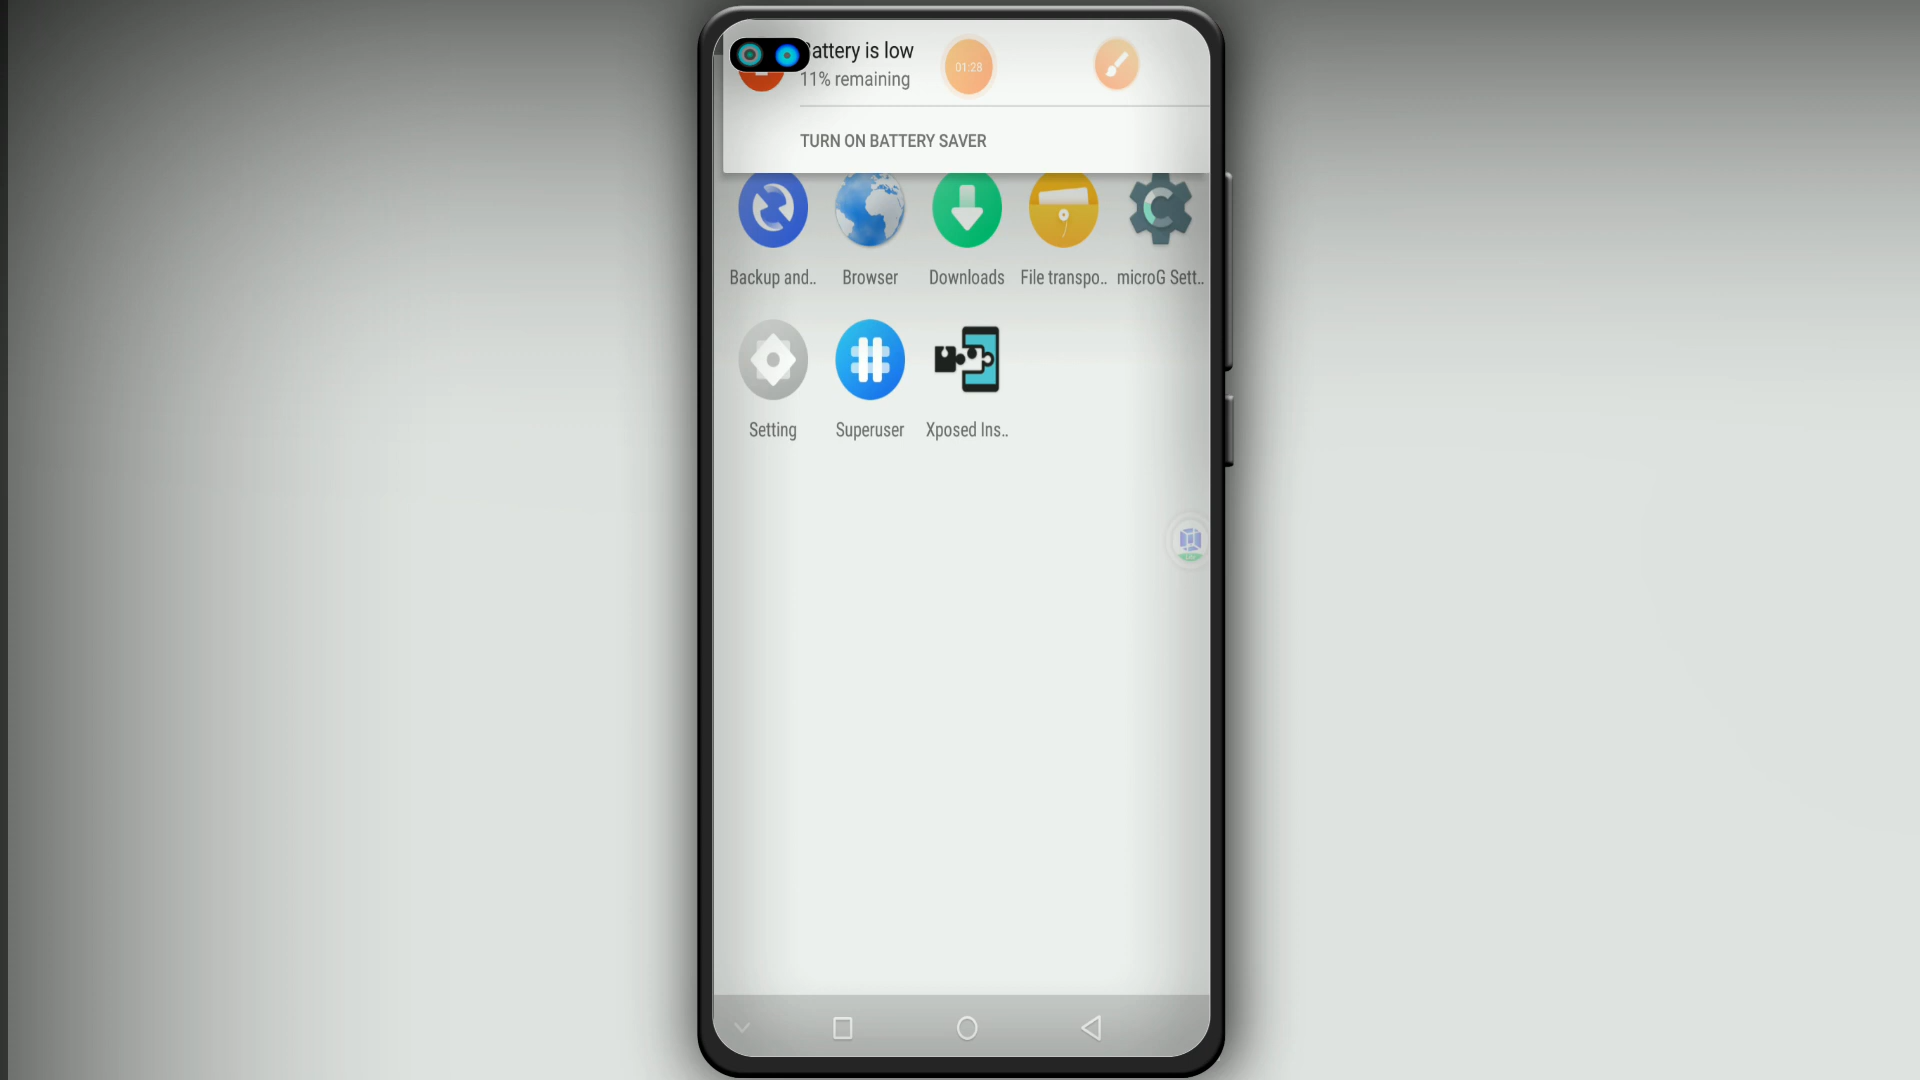 attery is low
11% remaining
01:28
TURN ON BATTERY SAVER
Backup and..
Browser
Downloads
File transpo..
microG Sett..
Setting
Superuser
Xposed Ins..